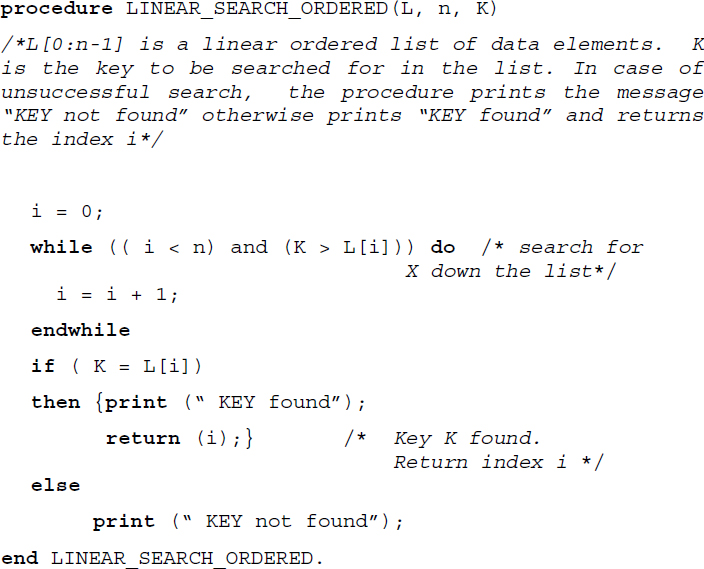 procedure LINEAR_SEARCH_ORDERED(L, n, K)
/*L[0:n-1] is a linear ordered list of data elements. K
is the key to be searched for in the list. In case of
unsuccessful search, the procedure prints the message
“KEY not found” otherwise prints “KEY found” and returns
the index i*/
i = 0;
while (( i < n) and (K > L[i])) do /* search for
X down the list*/
i = i + 1;
endwhile
if ( K = L[i])
then {print (“ KEY found”);
return (i);} /* Key K found.
Return index i */
else
print (“ KEY not found”);
end LINEAR_SEARCH_ORDERED.